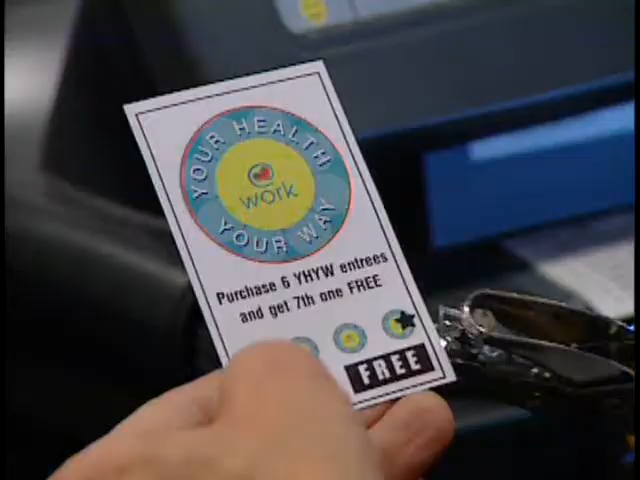 YOUR HEALTH
work
YOUR WAY
Purchase 6 YHYW entrees
and get 7th one FREE
FREE